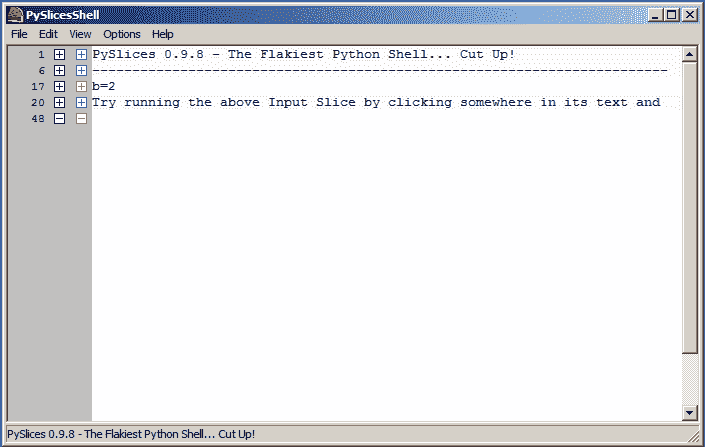 PySlicesShell
File Edit View Options Help
1 PySlices 0.9.8 - The Flakiest Python Shell... Cut Up!
6 ------------------------------------------------------------------------
17 b=2
20 Try running the above Input Slice by clicking somewhere in its text and
48
PySlices 0.9.8 - The Flakiest Python Shell... Cut Up!